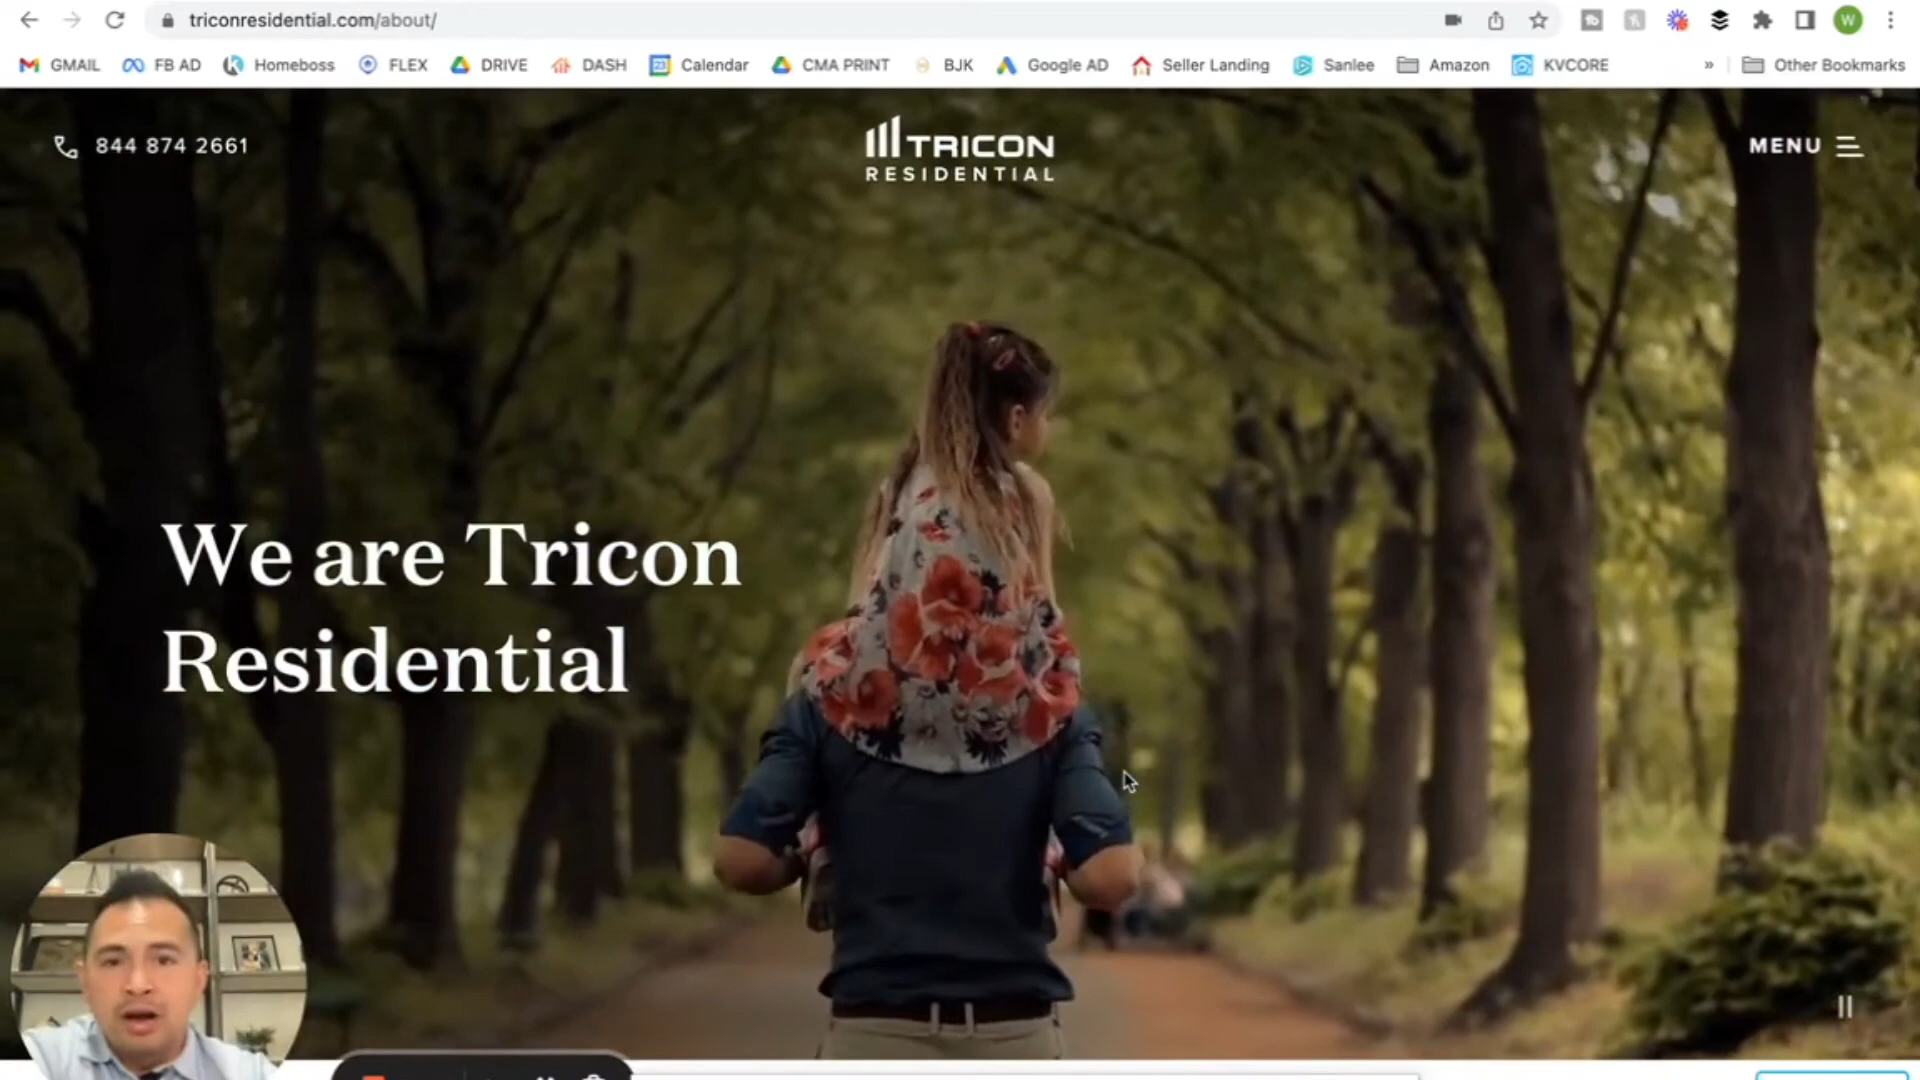 triconresidential.com/about/
W
GMAIL
FB AD
Homeboss
FLEX
DRIVE
DASH
Calendar
CMA PRINT
BJK
Google AD
Seller Landing
Sanlee
Amazon
KVCORE
»
Other Bookmarks
844 874 2661
TRICON
RESIDENTIAL
MENU
We are Tricon
Residential